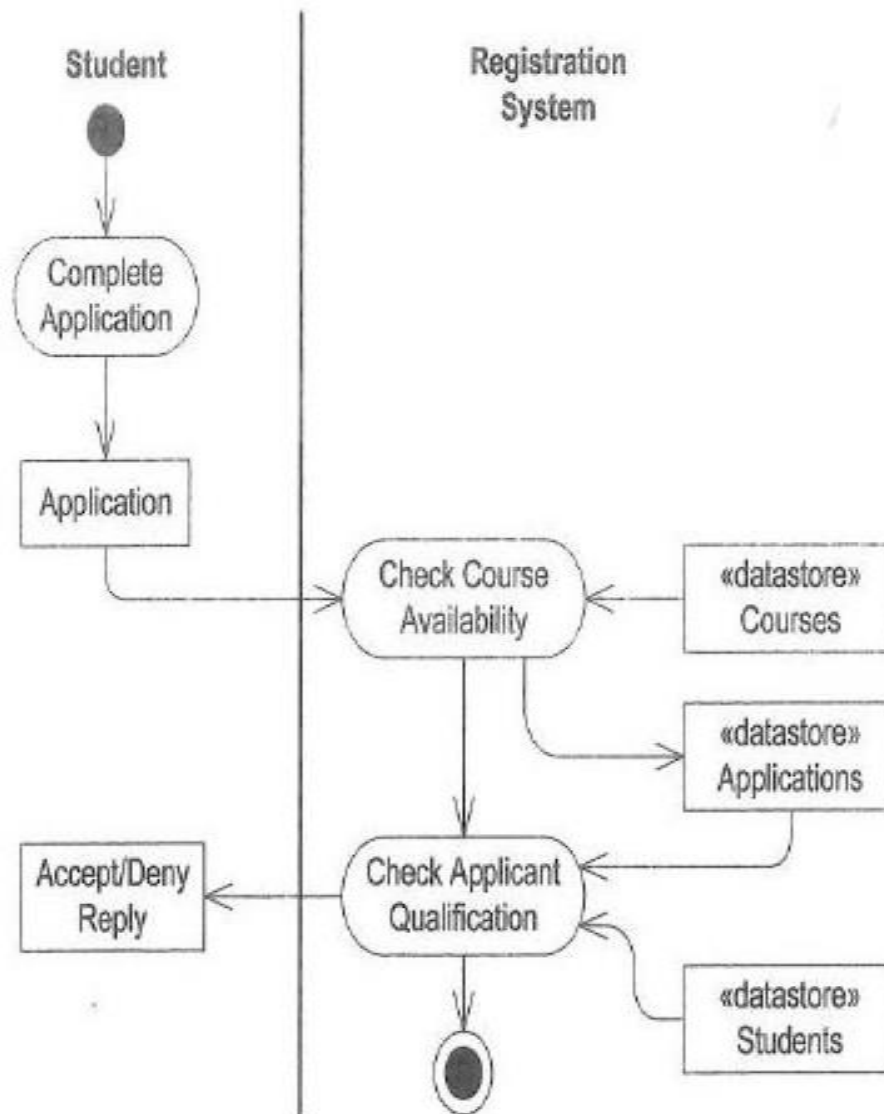 Student
Registration
System
Complete
Application
Application
Check Course
Availability
«datastore»
Courses
«datastore»
Applications
Accept/Deny
Reply
Check Applicant
Qualification
«datastore»
Students